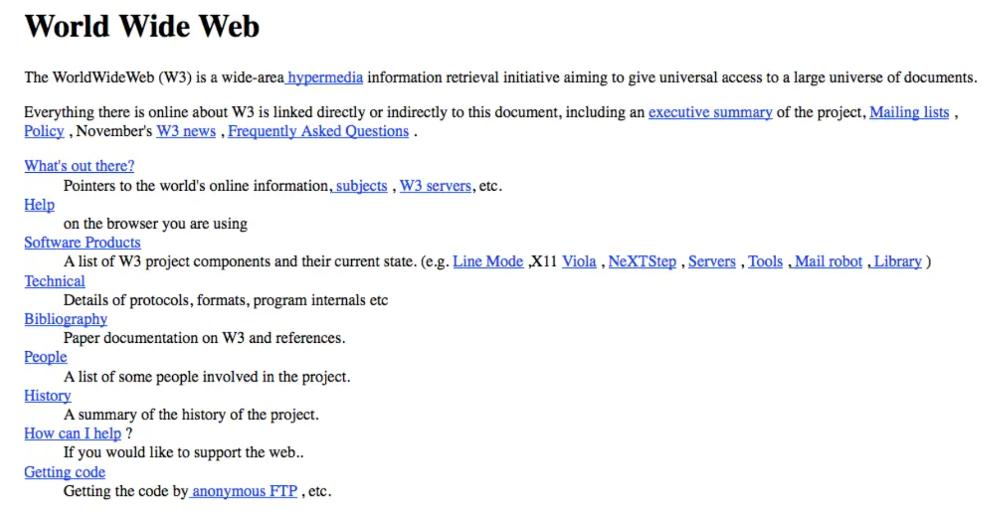 World Wide Web
The WorldWideWeb (W3) is a wide-area hypermedia information retrieval initiative aiming to give universal access to a large universe of documents.
Everything there is online about W3 is linked directly or indirectly to this document, including an executive summary of the project, Mailing lists ,
Policy , November's W3 news , Frequently Asked Questions .
What's out there?
Pointers to the world's online information, subjects , W3 servers, etc.
Help
on the browser you are using
Software Products
A list of W3 project components and their current state. (e.g. Line Mode ,X11 Viola , NeXTStep , Servers , Tools , Mail robot , Library )
Technical
Details of protocols, formats, program internals etc
Bibliography
Paper documentation on W3 and references.
People
A list of some people involved in the project.
History
A summary of the history of the project.
How can I help ?
If you would like to support the web..
Getting code
Getting the code by anonymous FTP , etc.